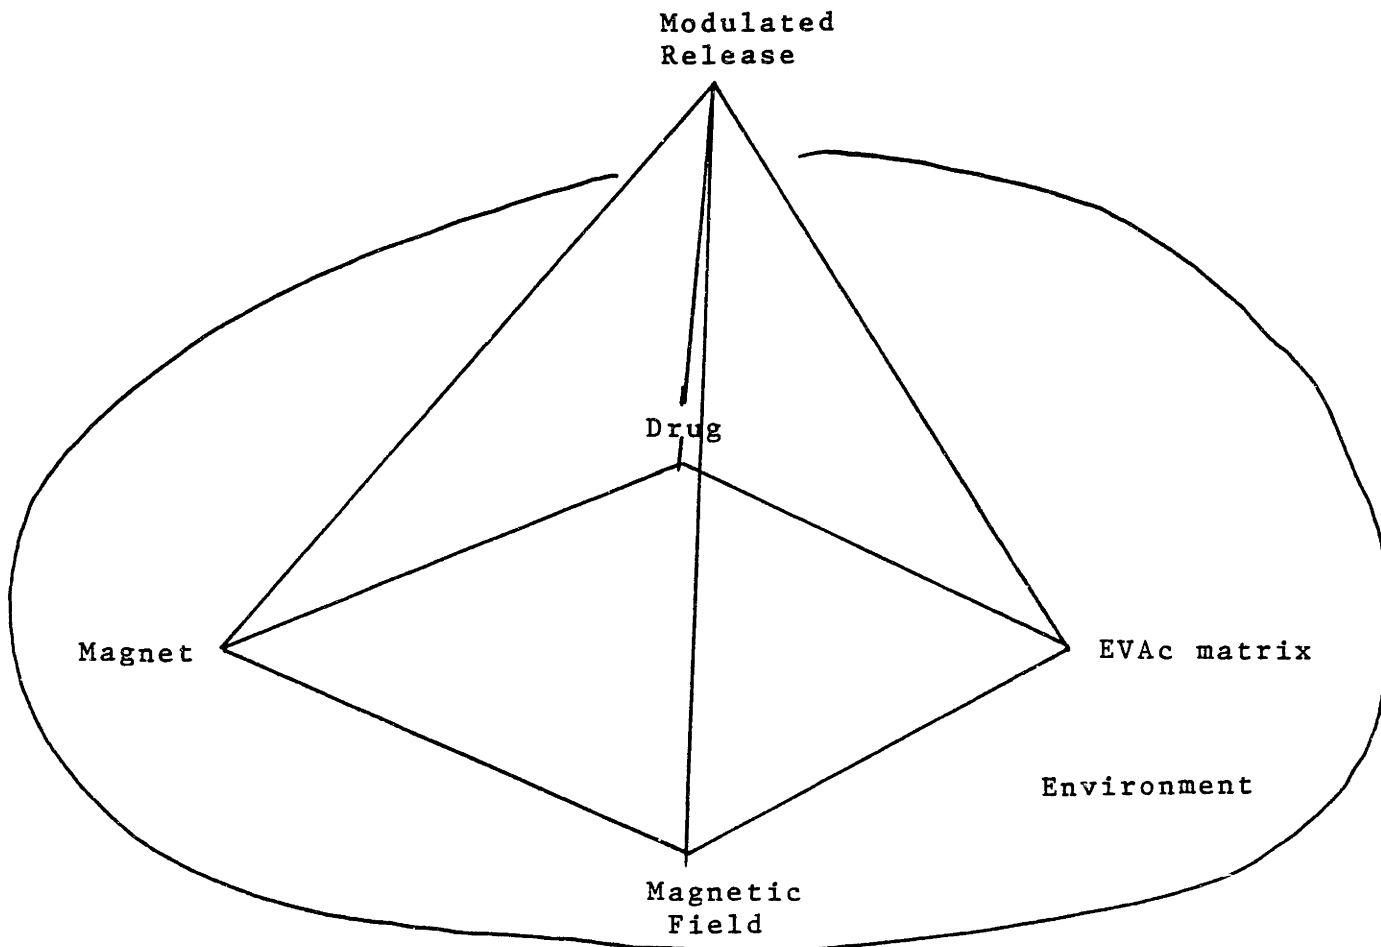 Modulated
Release
Drug
Magnet
EVAc matrix
Environment
Magnetic
Field